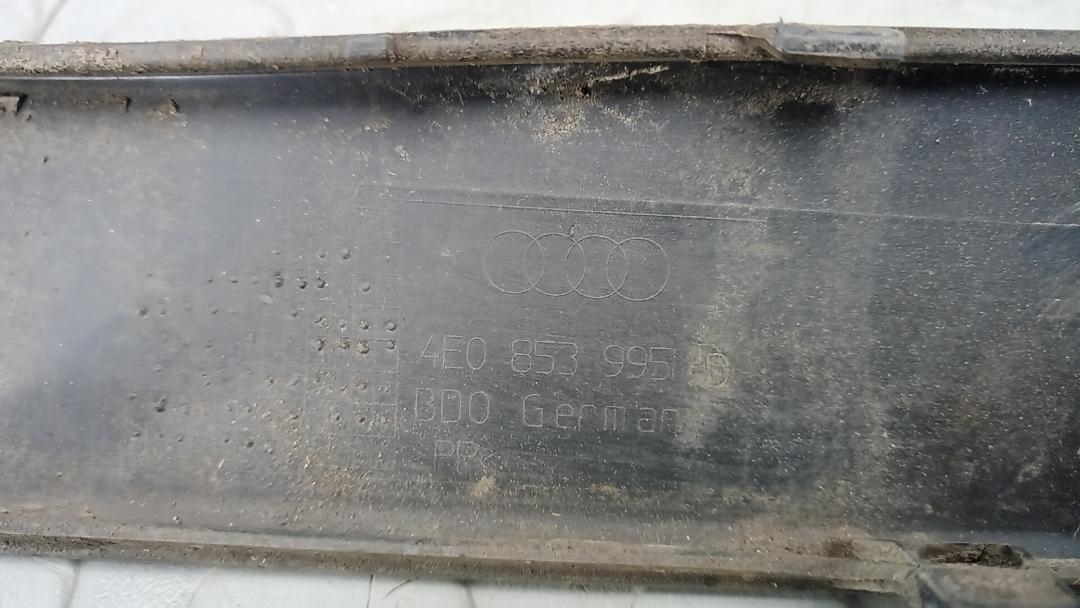 4E0 853 995 D
BDO German
PP